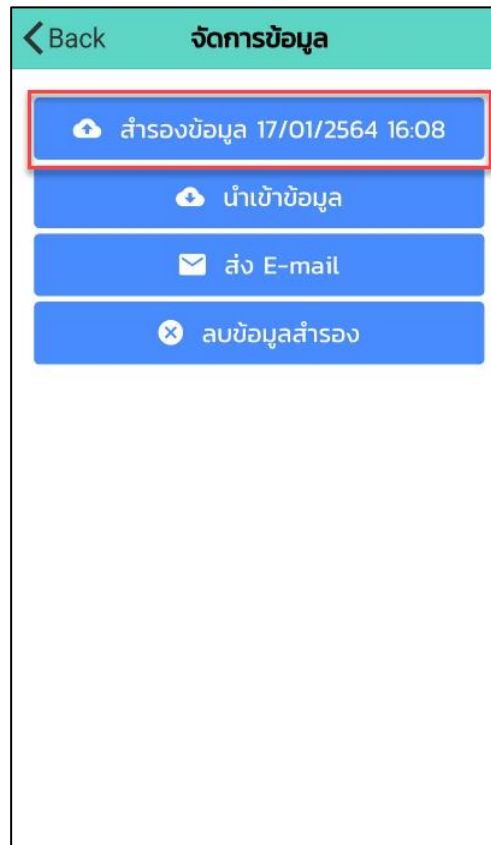 Back จัดการข้อมูล
สำรองข้อมูล 17/01/2564 16:08
นำเข้าข้อมูล
ส่ง E-mail
ลบข้อมูลสำรอง